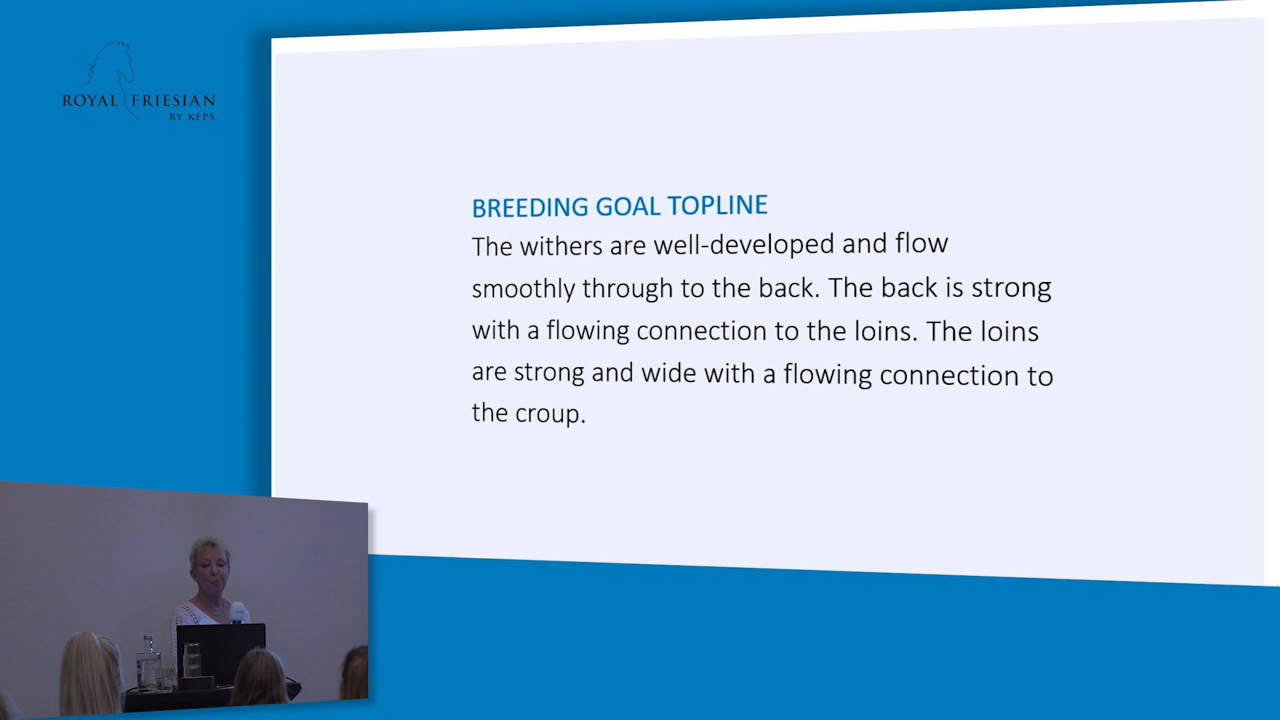 ROYAL FRIESIAN
BY KFPS
BREEDING GOAL TOPLINE
The withers are well-developed and flow
smoothly through to the back. The back is strong
with a flowing connection to the loins. The loins
are strong and wide with a flowing connection to
the croup.